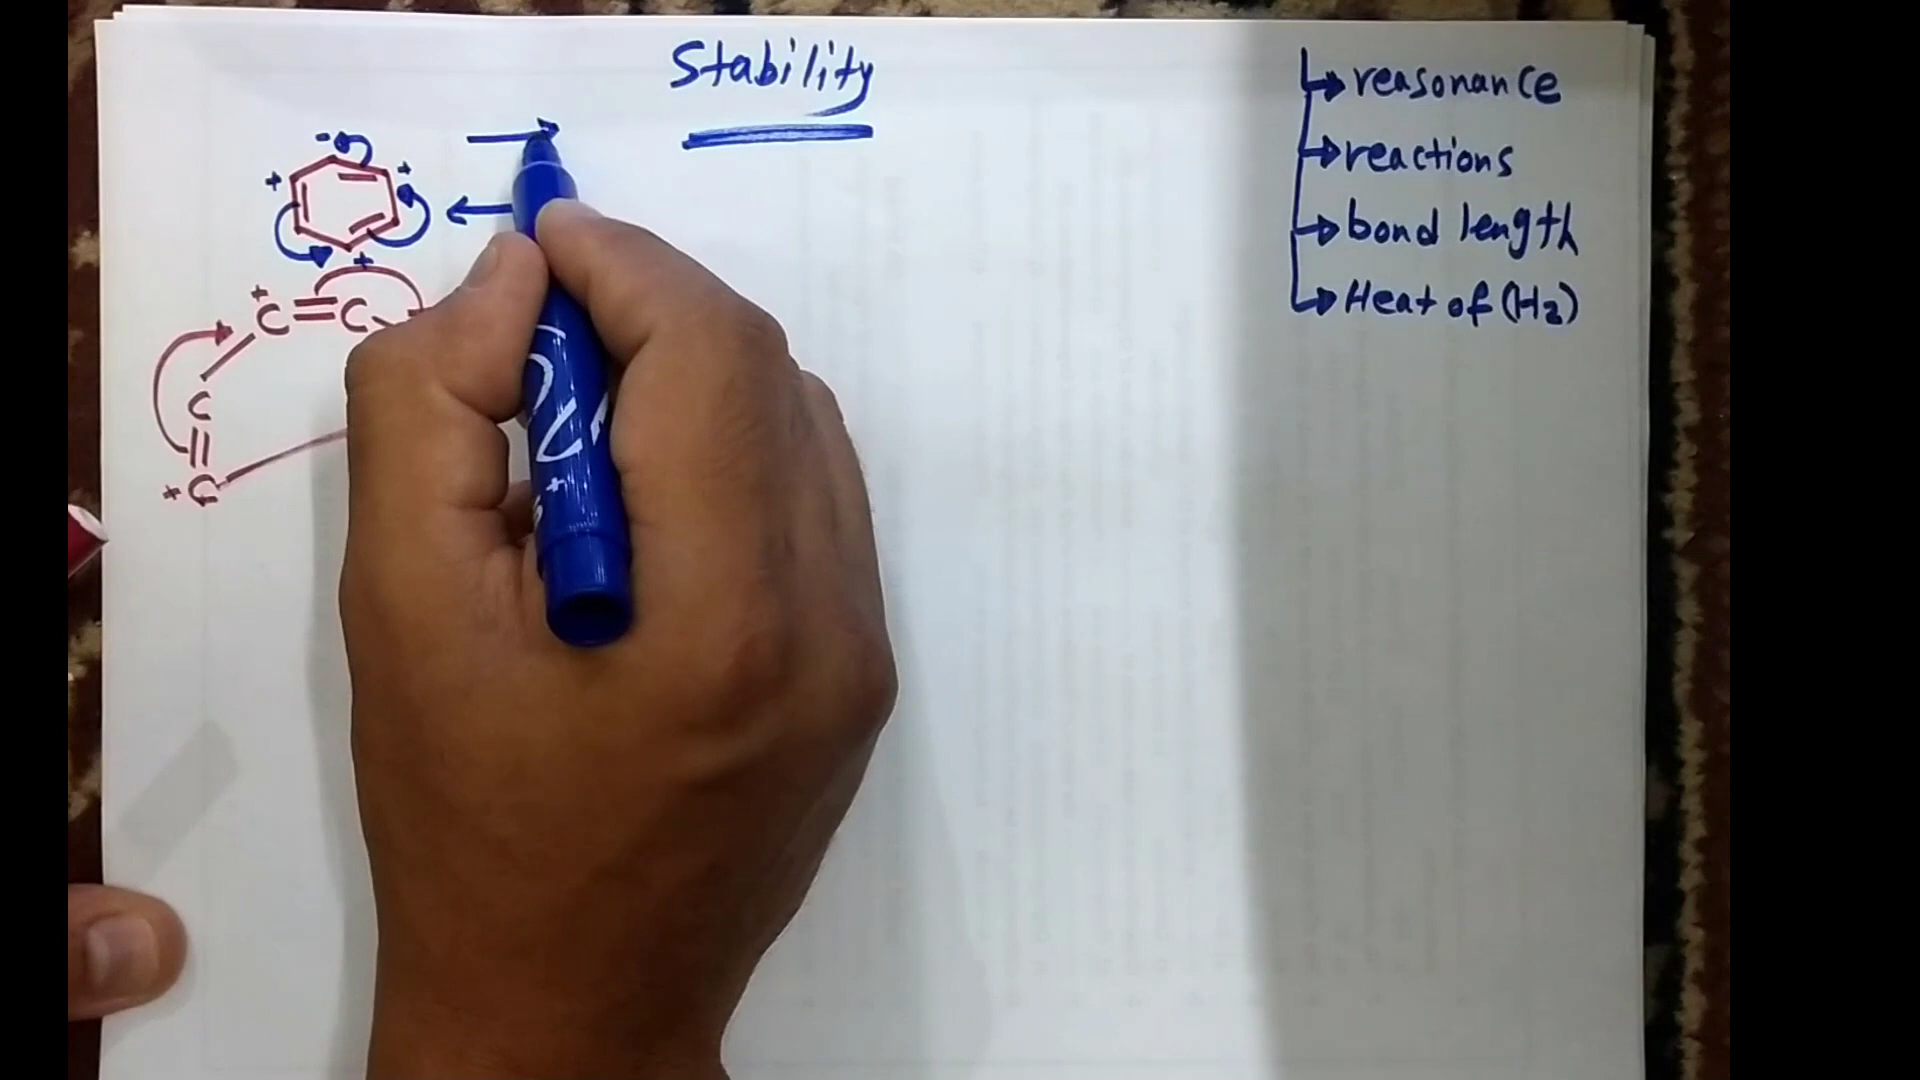 Stability
reasonance
reactions
bond length
Heat of (H2)
- +
+
+
+ C = C
C
+ C